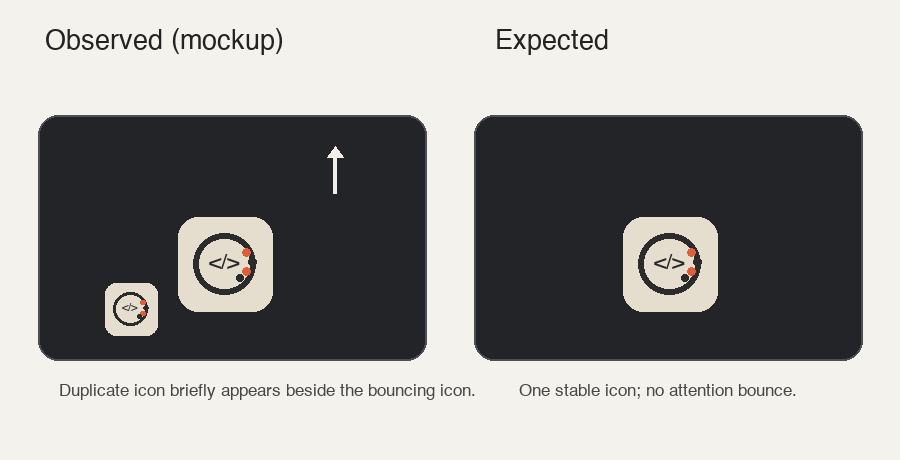 Observed (mockup)
Expected
</>
</>
</>
Duplicate icon briefly appears beside the bouncing icon.
One stable icon; no attention bounce.